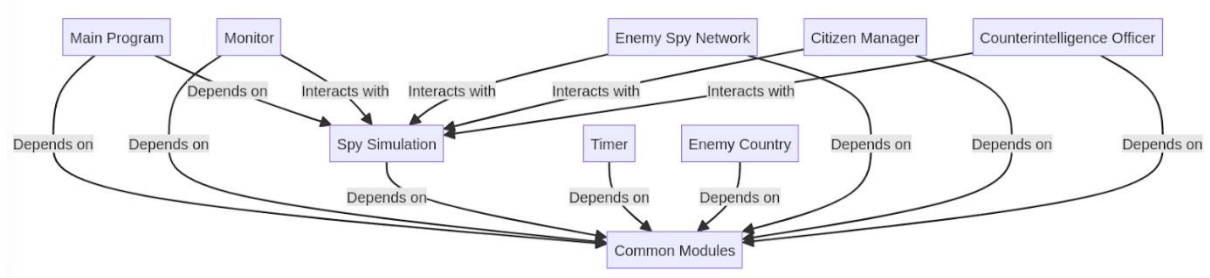 Main Program
Monitor
Enemy Spy Network
Citizen Manager
Counterintelligence Officer
Depends on
Interacts with
Interacts with
Interacts with
Interacts with
Depends on
Depends on
Spy Simulation
Timer
Enemy Country
Depends on
Depends on
Depends on
Depends on
Depends on
Depends on
Common Modules